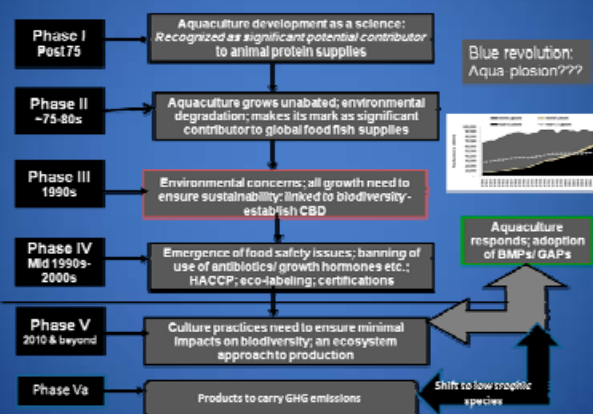 Phase I
Post 75
Aquaculture development as a science:
Recognized as significant potential contributor
to animal protein supplies
Blue revolution:
Aqua-plosion???
Phase II
~75-80s
Aquaculture grows unabated; environmental
degradation; makes its mark as significant
contributor to global food fish supplies
Phase III
1990s
Environmental concerns; all growth need to
ensure sustainability: linked to biodiversity -
establish CBD
Aquaculture
responds; adoption
of BMPs/ GAPs
Phase IV
Mid 1990s-
2000s
Emergence of food safety issues; banning of
use of antibiotics/ growth hormones etc.;
HACCP; eco-labeling; certifications
Phase V
2010 & beyond
Culture practices need to ensure minimal
impacts on biodiversity; an ecosystem
approach to production
Phase Va
Products to carry GHG emissions
Shift to low trophic
species